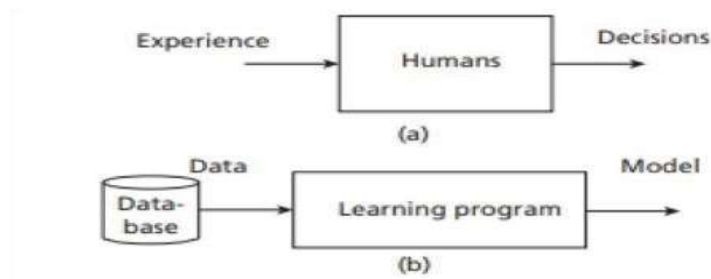 Experience
Humans
Decisions
(a)
Data
Model
Data-
base
Learning program
(b)